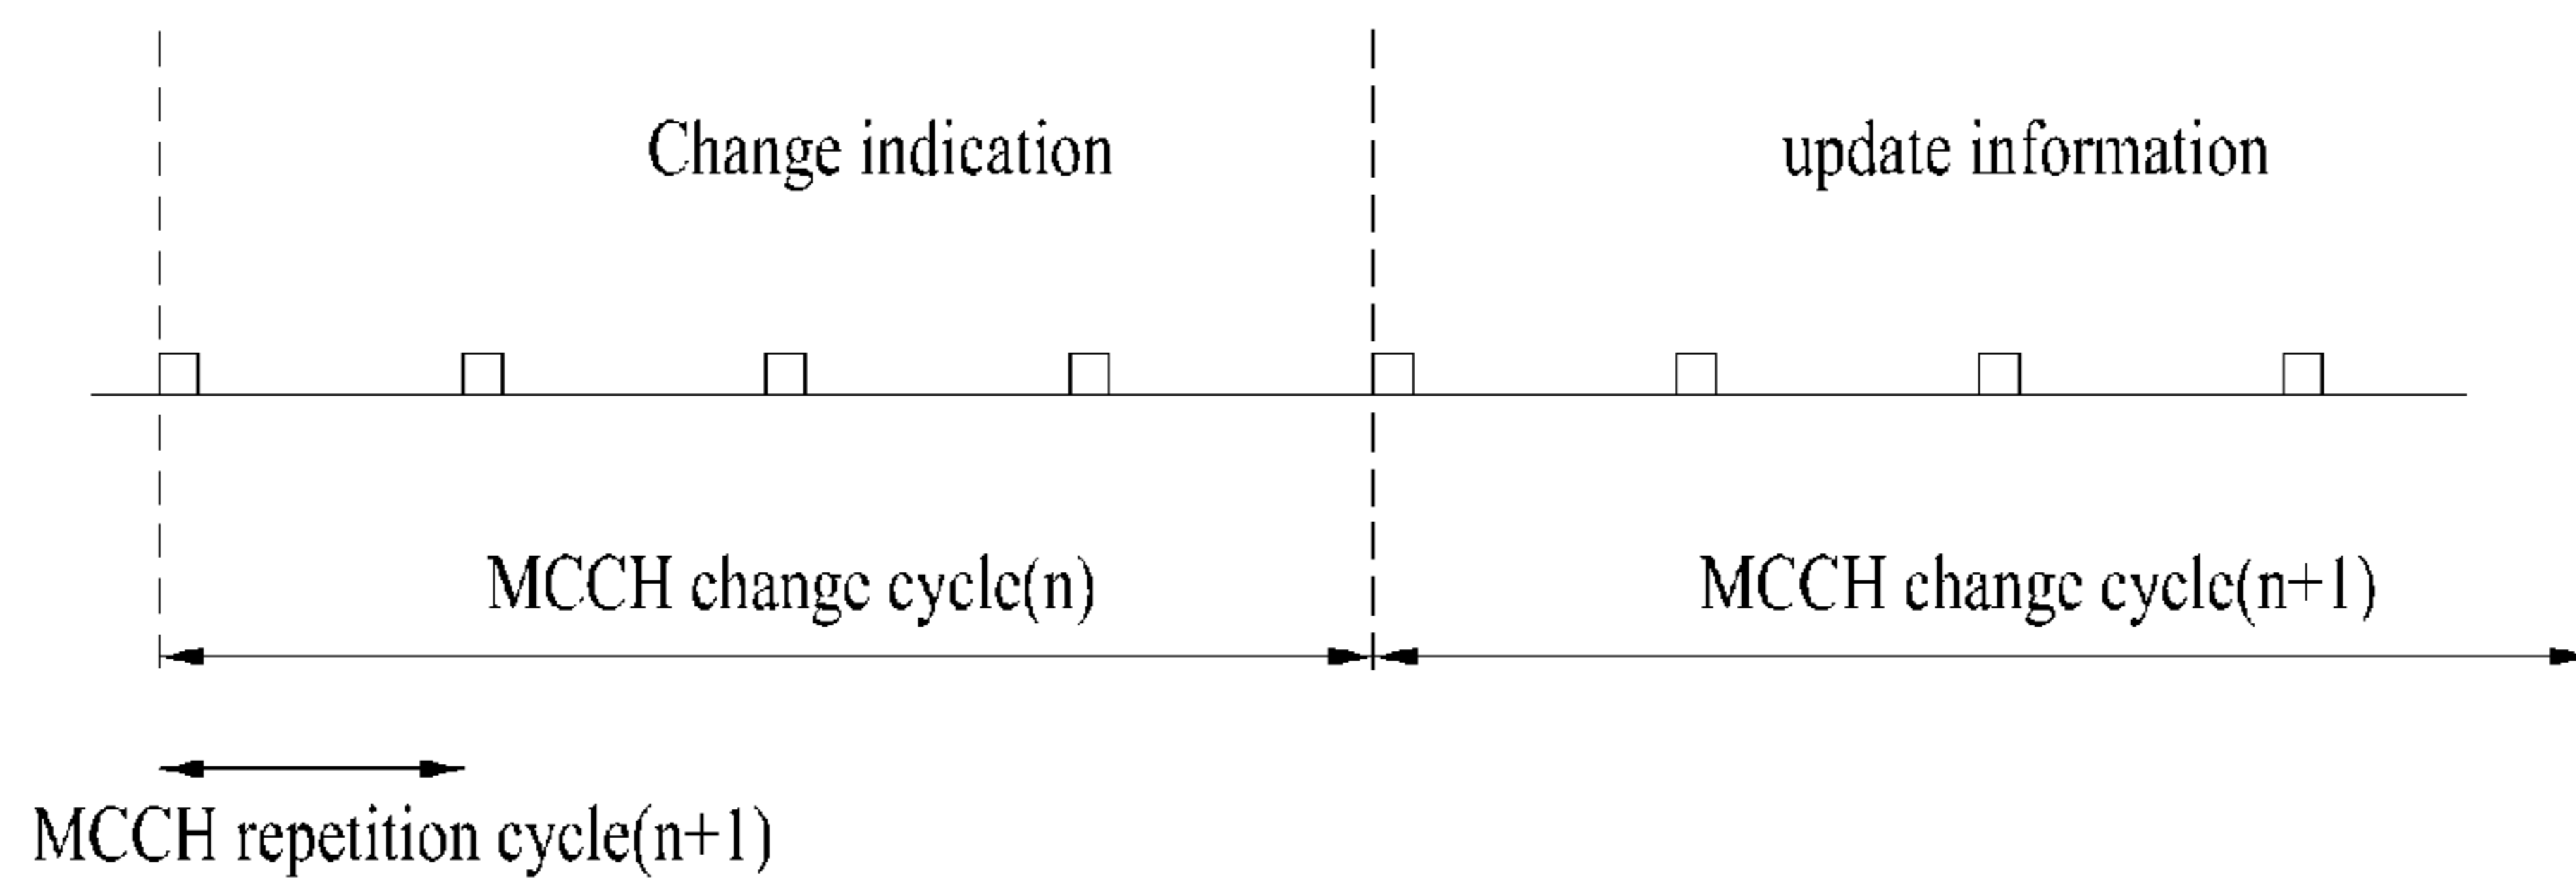 Change indication
update information
MCCH change cycle(n)
MCCH change cycle(n+1)
MCCH repetition cycle(n+1)